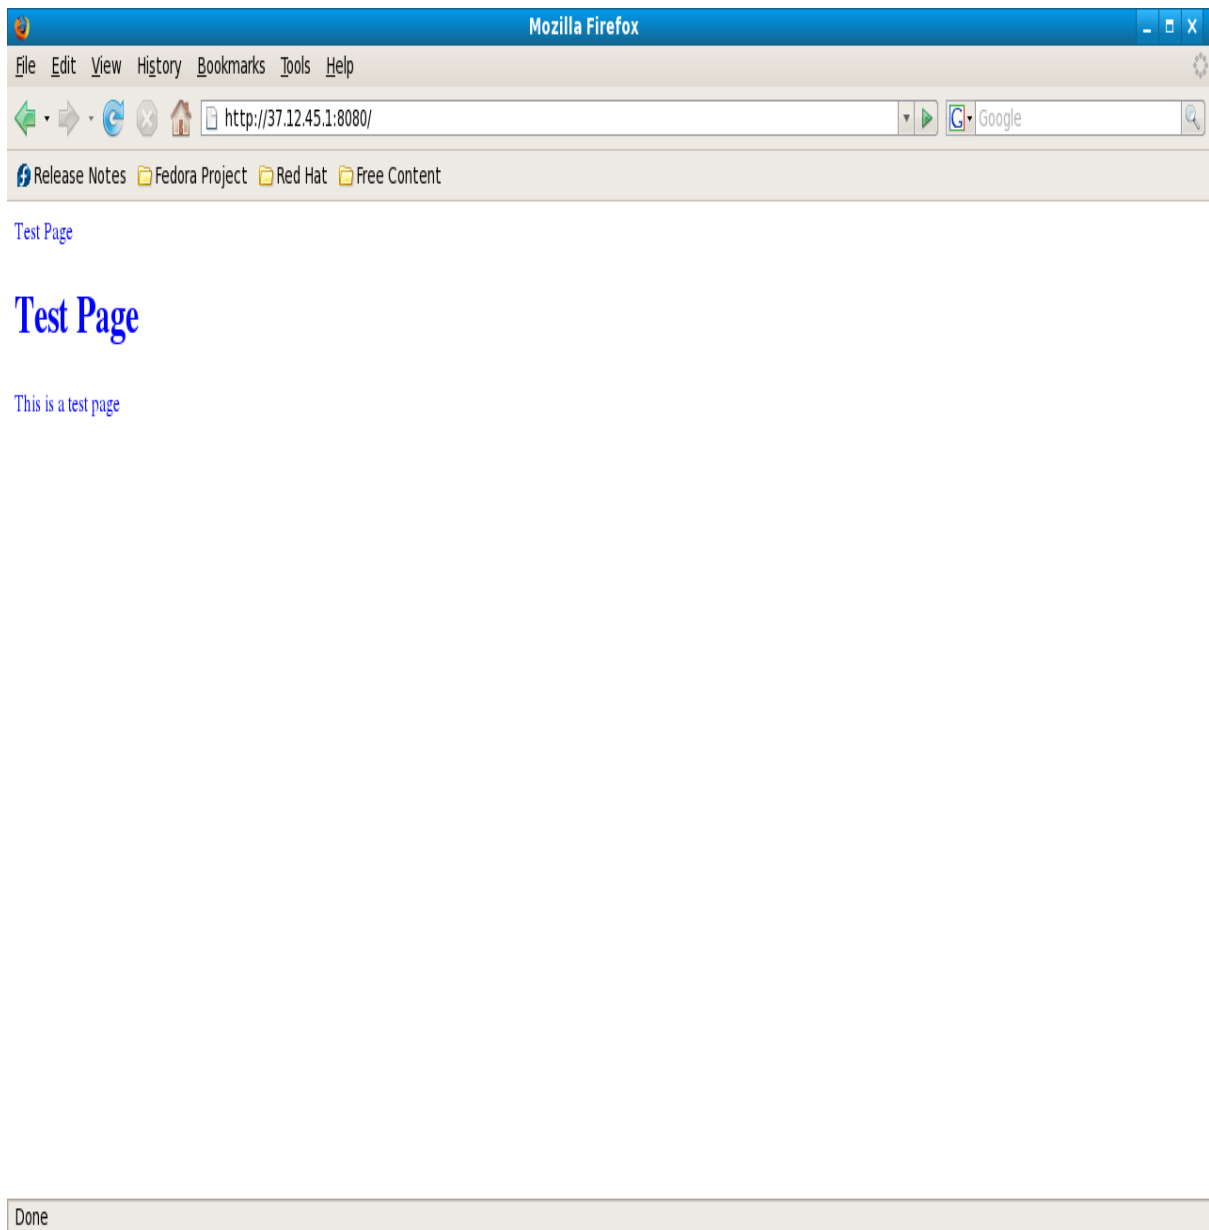 Mozilla Firefox
File Edit View History Bookmarks Tools Help
http://37.12.45.1:8080/ G Google
Release Notes Fedora Project Red Hat Free Content
Test Page
Test Page
This is a test page
Done